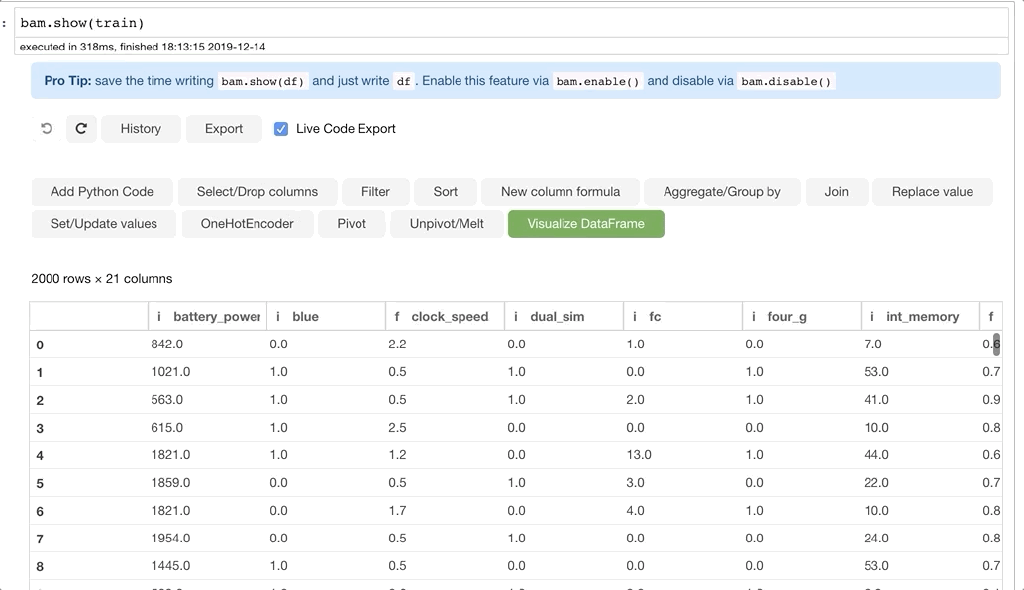 :
bam.show(train)
executed in 318ms, finished 18:13:15 2019-12-14
Pro Tip: save the time writing bam.show(df) and just write df . Enable this feature via bam.enable() and disable via bam.disable()
History Export Live Code Export
Add Python Code Select/Drop columns Filter Sort New column formula Aggregate/Group by Join Replace value
Set/Update values OneHotEncoder Pivot Unpivot/Melt Visualize DataFrame
2000 rows × 21 columns
i battery_power i blue f clock_speed i dual_sim i fc i four_g i int_memory f
0 842.0 0.0 2.2 0.0 1.0 0.0 7.0 0.6
1 1021.0 1.0 0.5 1.0 0.0 1.0 53.0 0.7
2 563.0 1.0 0.5 1.0 2.0 1.0 41.0 0.9
3 615.0 1.0 2.5 0.0 0.0 0.0 10.0 0.8
4 1821.0 1.0 1.2 0.0 13.0 1.0 44.0 0.6
5 1859.0 0.0 0.5 1.0 3.0 0.0 22.0 0.7
6 1821.0 0.0 1.7 0.0 4.0 1.0 10.0 0.8
7 1954.0 0.0 0.5 1.0 0.0 0.0 24.0 0.8
8 1445.0 1.0 0.5 0.0 0.0 0.0 53.0 0.7